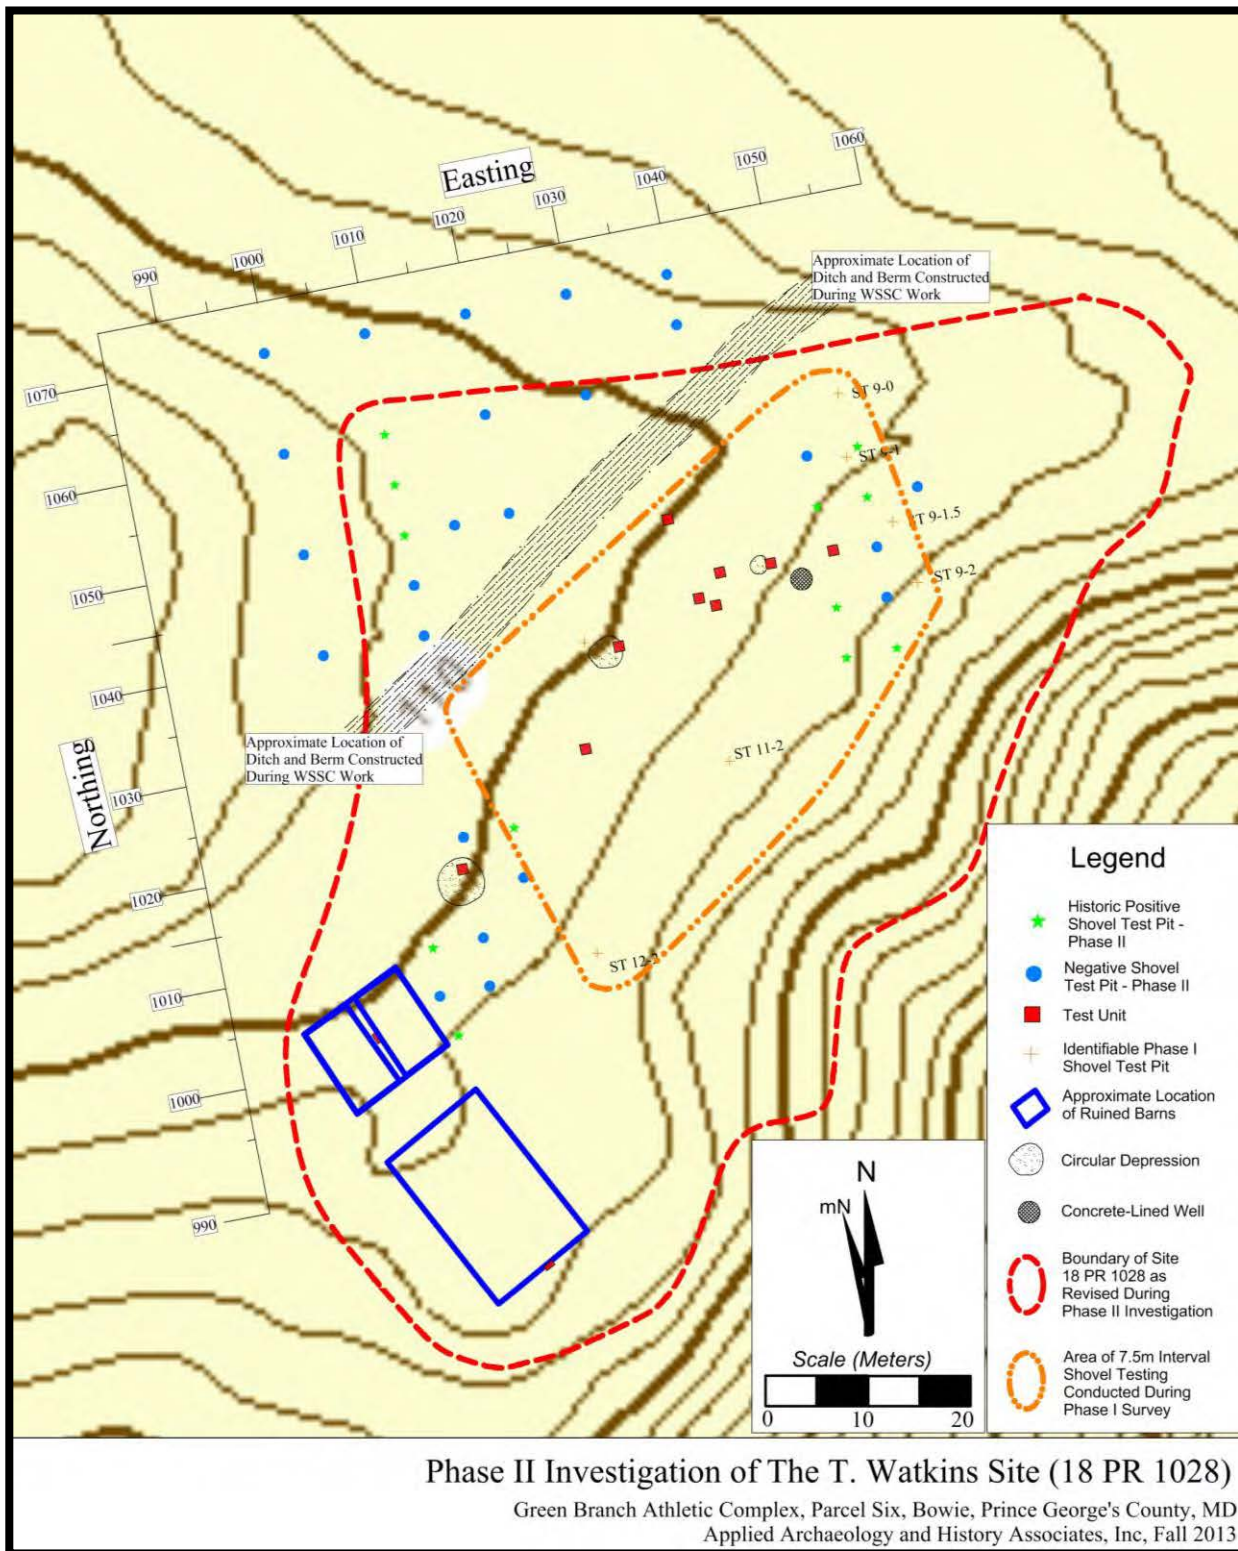 Easting
990
1000
1010
1020
1030
1040
1050
1060
Approximate Location of
Ditch and Berm Constructed
During WSSC Work
Northing
1070
1060
1050
1040
1030
1020
1010
1000
990
ST 9-0
ST 9-1
ST 9-1.5
ST 9-2
ST 11-2
ST 12-2
Approximate Location of
Ditch and Berm Constructed
During WSSC Work
N
mN
Scale (Meters)
0 10 20
Legend
Historic Positive
Shovel Test Pit -
Phase II
Negative Shovel
Test Pit - Phase II
Test Unit
Identifiable Phase I
Shovel Test Pit
Approximate Location
of Ruined Barns
Circular Depression
Concrete-Lined Well
Boundary of Site
18 PR 1028 as
Revised During
Phase II Investigation
Area of 7.5m Interval
Shovel Testing
Conducted During
Phase I Survey
Phase II Investigation of The T. Watkins Site (18 PR 1028)
Green Branch Athletic Complex, Parcel Six, Bowie, Prince George's County, MD
Applied Archaeology and History Associates, Inc, Fall 2013